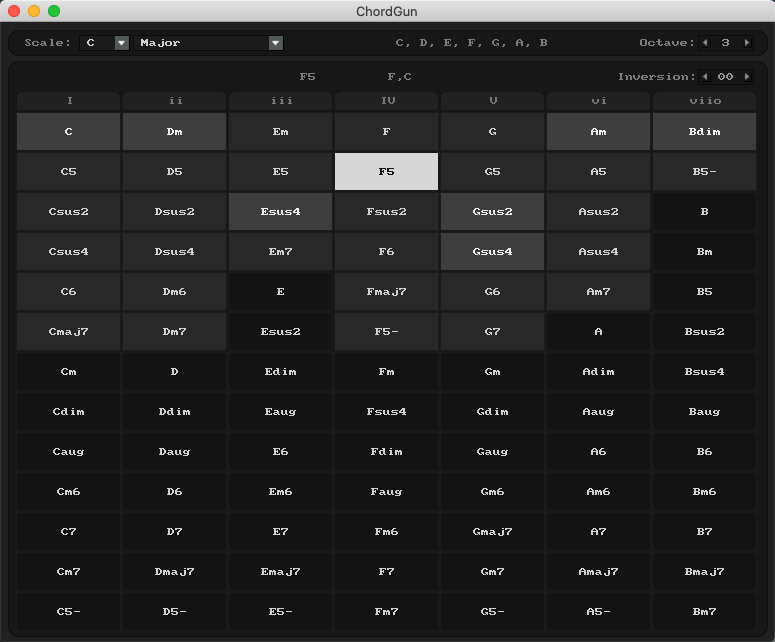 ChordGun
Scale: C Major C, D, E, F, G, A, B Octave: 3
F5 F,C Inversion: 00
I ii iii IV V vi viio
C Dm Em F G Am Bdim
C5 D5 E5 F5 G5 A5 B5-
Csus2 Dsus2 Esus4 Fsus2 Gsus2 Asus2 B
Csus4 Dsus4 Em7 F6 Gsus4 Asus4 Bm
C6 Dm6 E Fmaj7 G6 Am7 B5
Cmaj7 Dm7 Esus2 F5- G7 A Bsus2
Cm D Edim Fm Gm Adim Bsus4
Cdim Ddim Eaug Fsus4 Gdim Aaug Baug
Caug Daug E6 Fdim Gaug A6 B6
Cm6 D6 Em6 Faug Gm6 Am6 Bm6
C7 D7 E7 Fm6 Gmaj7 A7 B7
Cm7 Dmaj7 Emaj7 F7 Gm7 Amaj7 Bmaj7
C5- D5- E5- Fm7 G5- A5- Bm7